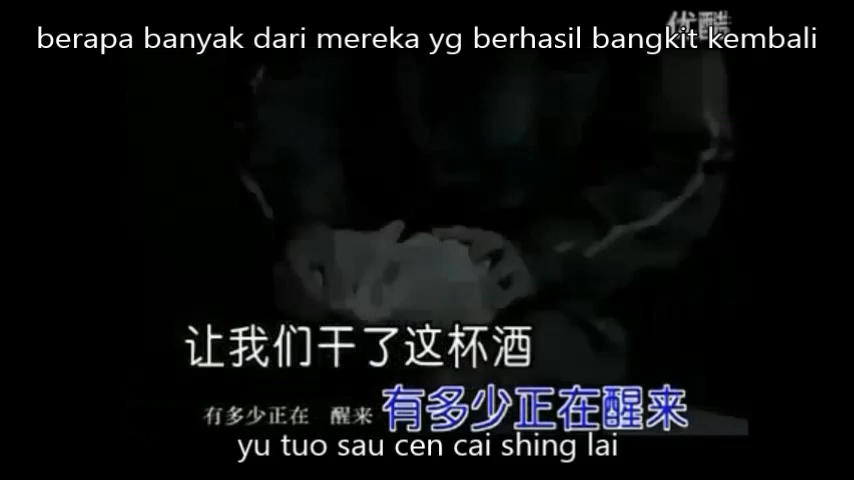 优酷
berapa banyak dari mereka yg berhasil bangkit kembali
让我们干了这杯酒
有多少正在 醒来 有多少正在醒来
yu tuo sau cen cai shing lai